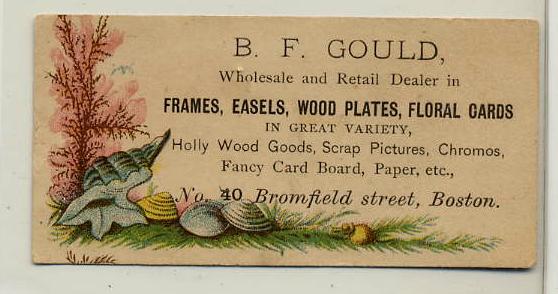 B. F. GOULD,
Wholesale and Retail Dealer in
FRAMES, EASELS, WOOD PLATES, FLORAL CARDS
IN GREAT VARIETY,
Holly Wood Goods, Scrap Pictures, Chromos,
Fancy Card Board, Paper, etc.,
No. 40 Bromfield street, Boston.